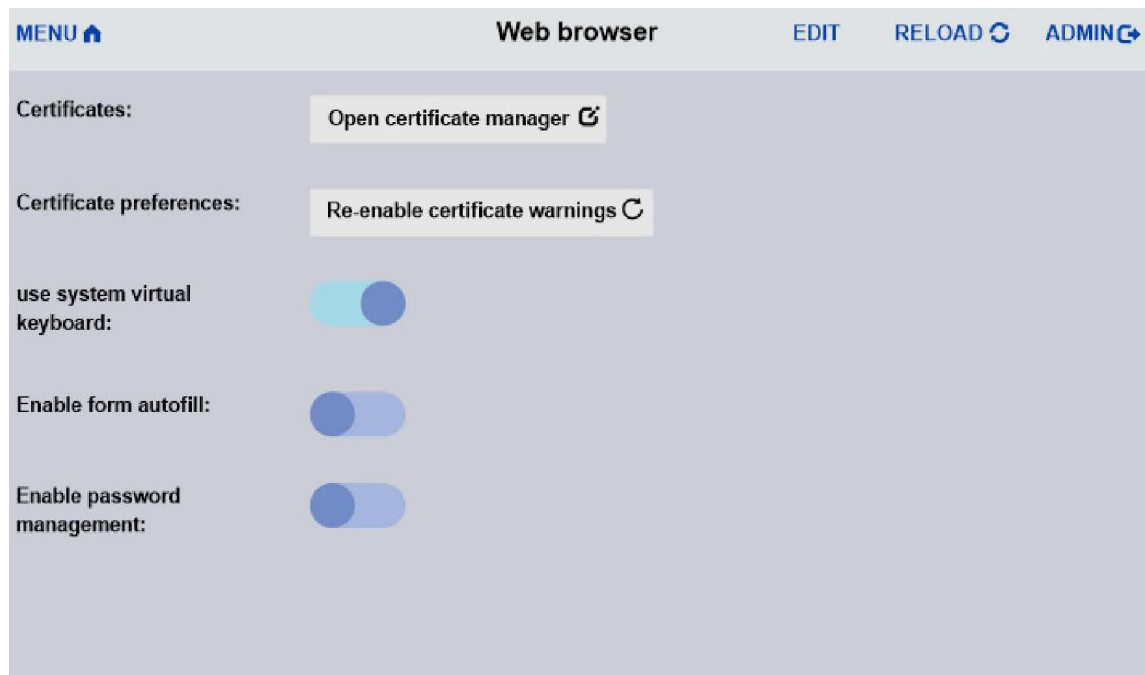 MENU Web browser EDIT RELOAD ADMIN
Certificates: Open certificate manager
Certificate preferences: Re-enable certificate warnings
use system virtual
keyboard:
Enable form autofill:
Enable password
management: